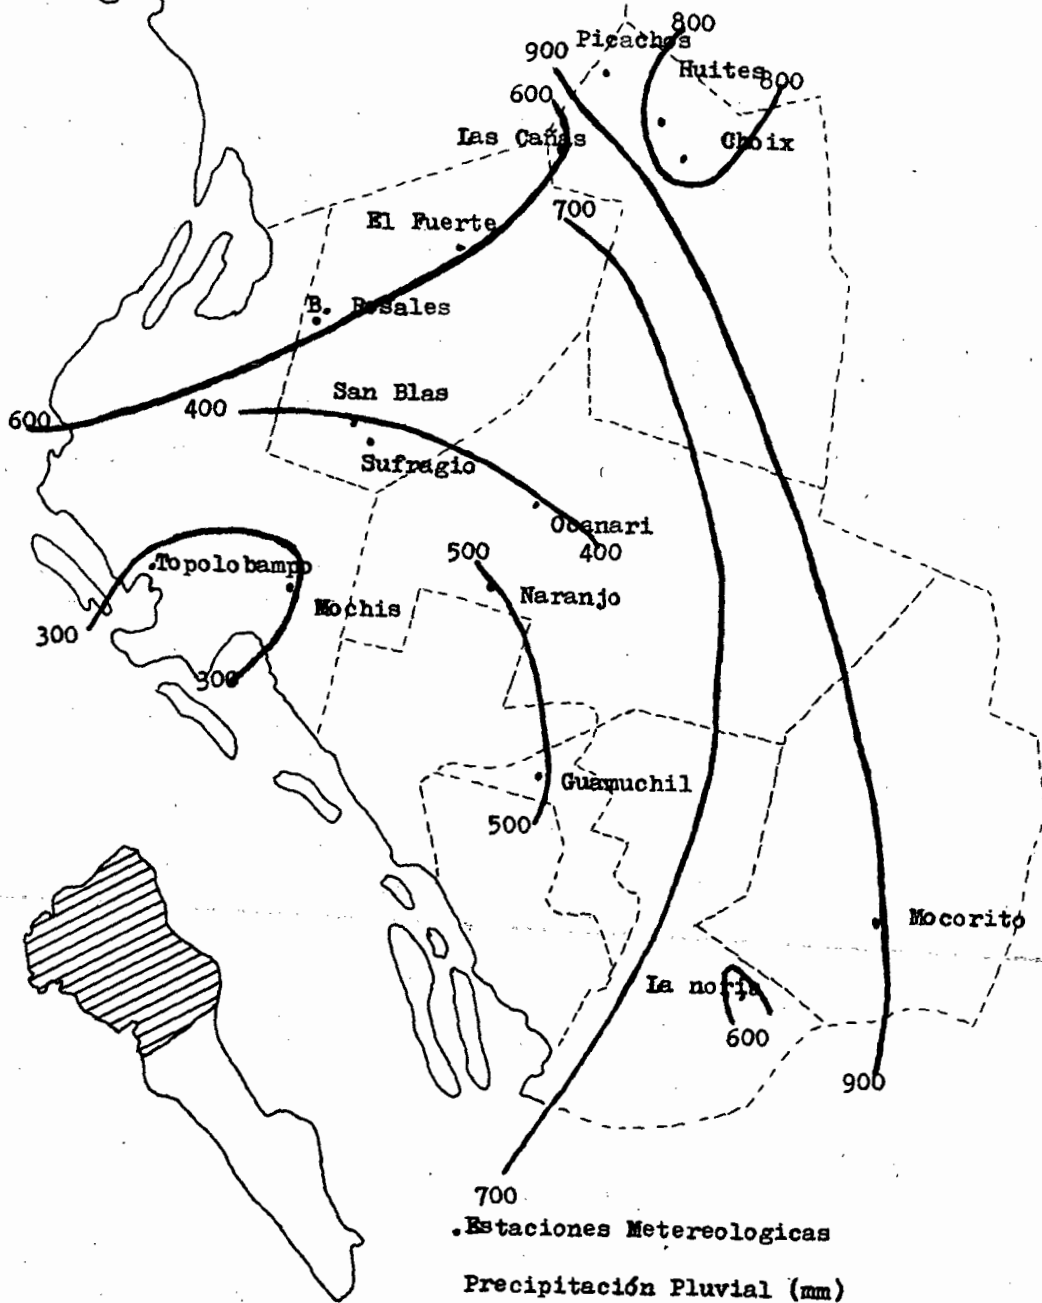 800
Picachos
900
Huites
800
600
Las Cañas
Choix
700
El Fuerte
B. Rosales
San Blas
400
600
Sufragio
Ocanari
500
400
Topolobampo
Naranjo
Mochis
300
300
Guamuchil
500
Mocorito
La noria
600
900
700
.Estaciones Metereologicas
Precipitación Pluvial (mm)